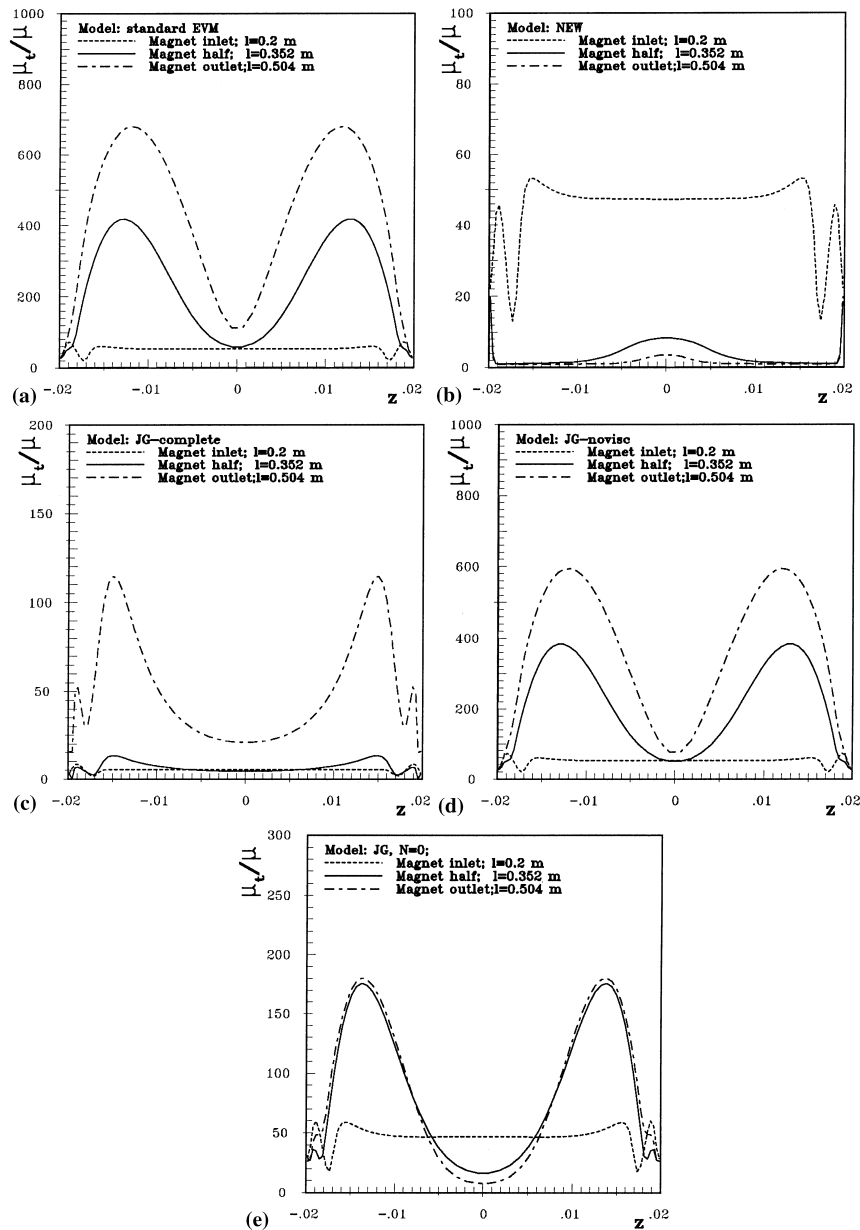 1000
μt/μ
Model: standard EVM
Magnet inlet; l=0.2 m
Magnet half; l=0.352 m
Magnet outlet;l=0.504 m
800
600
400
200
0
-.02 -.01 0 .01 .02
(a) z
100
μt/μ
Model: NEW
Magnet inlet; l=0.2 m
Magnet half; l=0.352 m
Magnet outlet;l=0.504 m
80
60
40
20
0
-.02 -.01 0 .01 .02
(b) z
200
μt/μ
Model: JG-complete
Magnet inlet; l=0.2 m
Magnet half; l=0.352 m
Magnet outlet;l=0.504 m
150
100
50
0
-.02 -.01 0 .01 .02
(c) z
1000
μt/μ
Model: JG-novisc
Magnet inlet; l=0.2 m
Magnet half; l=0.352 m
Magnet outlet;l=0.504 m
800
600
400
200
0
-.02 -.01 0 .01 .02
(d) z
300
μt/μ
Model: JG, N=0;
Magnet inlet; l=0.2 m
Magnet half; l=0.352 m
Magnet outlet;l=0.504 m
250
200
150
100
50
0
-.02 -.01 0 .01 .02
(e) z